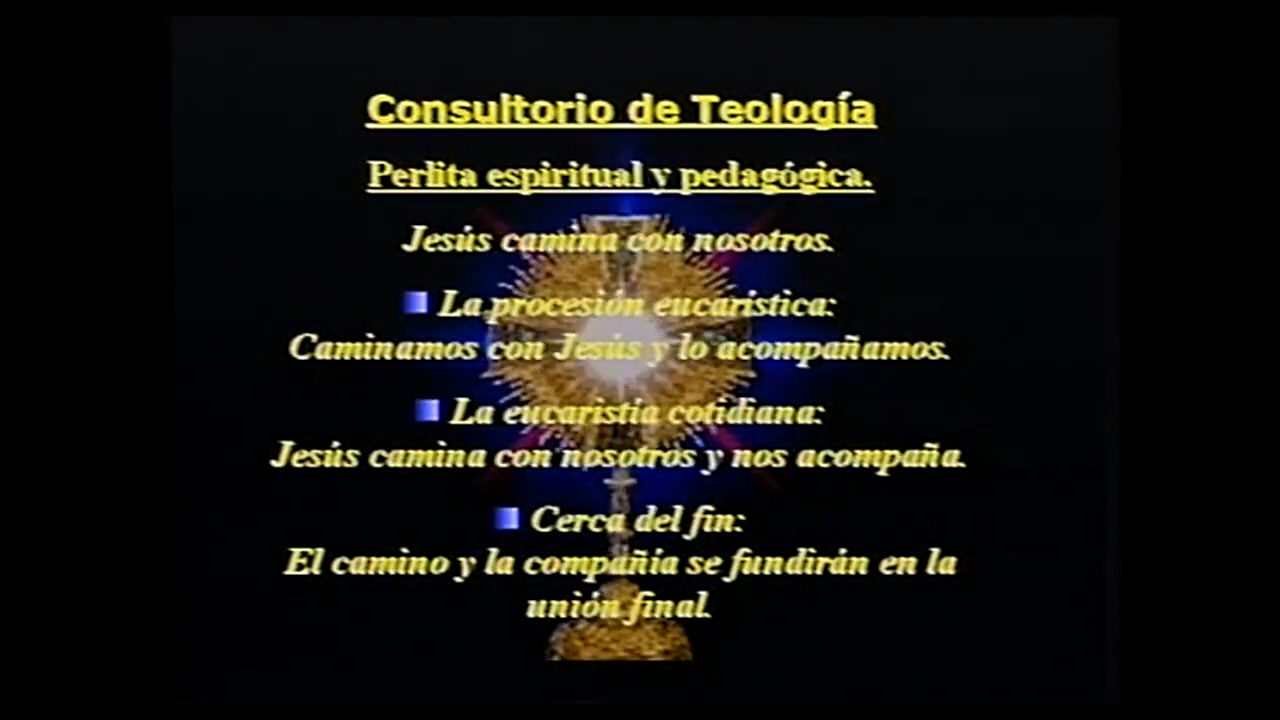 Consultorio de Teología
Perlita espiritual y pedagógica.
Jesús camina con nosotros.
La procesión eucarística:
Caminamos con Jesús y lo acompañamos.
La eucaristía cotidiana:
Jesús camina con nosotros y nos acompaña.
Cerca del fin:
El camino y la compañía se fundirán en la
unión final.